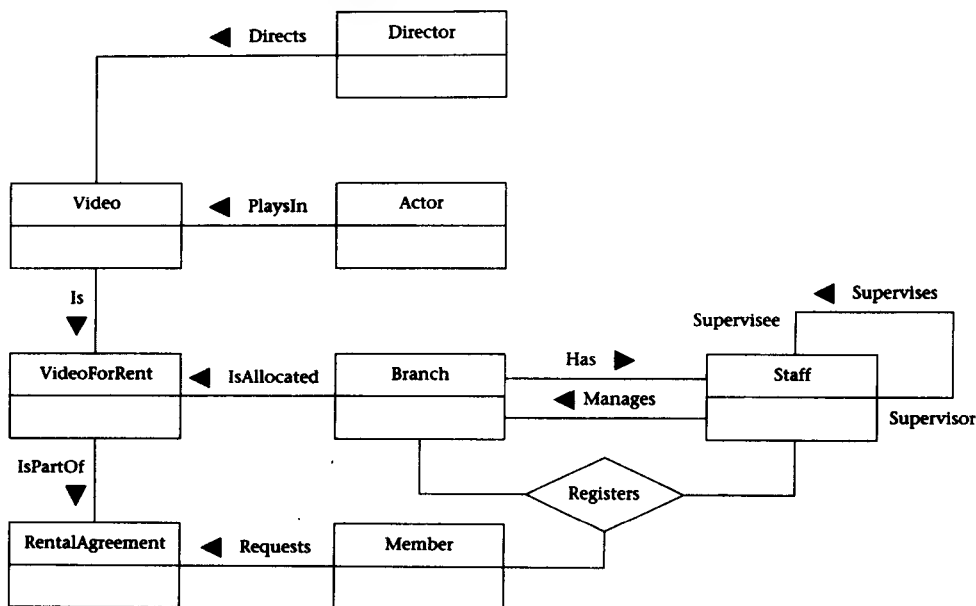 Directs
Director
Video
PlaysIn
Actor
Is
Supervises
Supervisee
VideoForRent
IsAllocated
Branch
Has
Staff
Manages
Supervisor
IsPartOf
Registers
RentalAgreement
Requests
Member